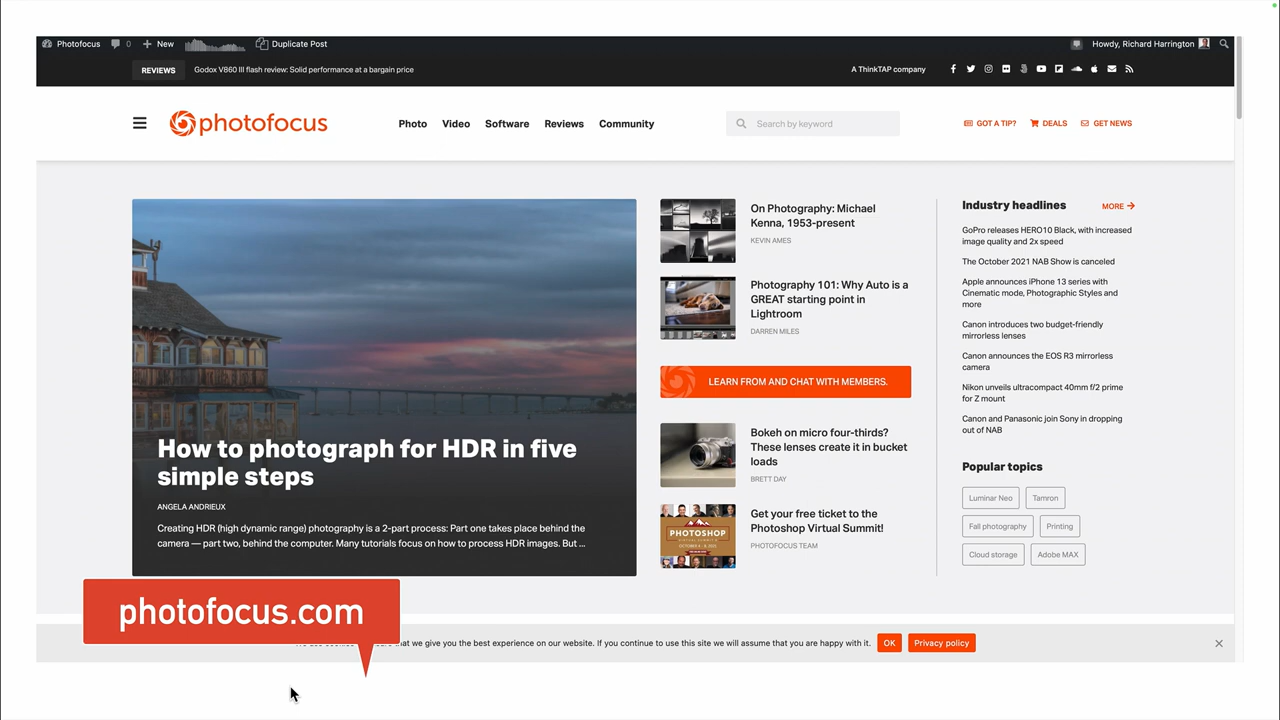 Photofocus 0 New Duplicate Post Howdy, Richard Harrington
REVIEWS Godox V860 III flash review: Solid performance at a bargain price A ThinkTAP company
photofocus Photo Video Software Reviews Community Search by keyword GOT A TIP? DEALS GET NEWS
How to photograph for HDR in five
simple steps
ANGELA ANDRIEUX
Creating HDR (high dynamic range) photography is a 2-part process: Part one takes place behind the
camera — part two, behind the computer. Many tutorials focus on how to process HDR images. But ...
On Photography: Michael
Kenna, 1953-present
KEVIN AMES
Photography 101: Why Auto is a
GREAT starting point in
Lightroom
DARREN MILES
LEARN FROM AND CHAT WITH MEMBERS.
Bokeh on micro four-thirds?
These lenses create it in bucket
loads
BRETT DAY
PHOTOSHOP
Get your free ticket to the
Photoshop Virtual Summit!
PHOTOFOCUS TEAM
Industry headlines MORE
GoPro releases HERO10 Black, with increased
image quality and 2x speed
The October 2021 NAB Show is canceled
Apple announces iPhone 13 series with
Cinematic mode, Photographic Styles and
more
Canon introduces two budget-friendly
mirrorless lenses
Canon announces the EOS R3 mirrorless
camera
Nikon unveils ultracompact 40mm f/2 prime
for Z mount
Canon and Panasonic join Sony in dropping
out of NAB
Popular topics
Luminar Neo Tamron
Fall photography Printing
Cloud storage Adobe MAX
photofocus.com
that we give you the best experience on our website. If you continue to use this site we will assume that you are happy with it. OK Privacy policy